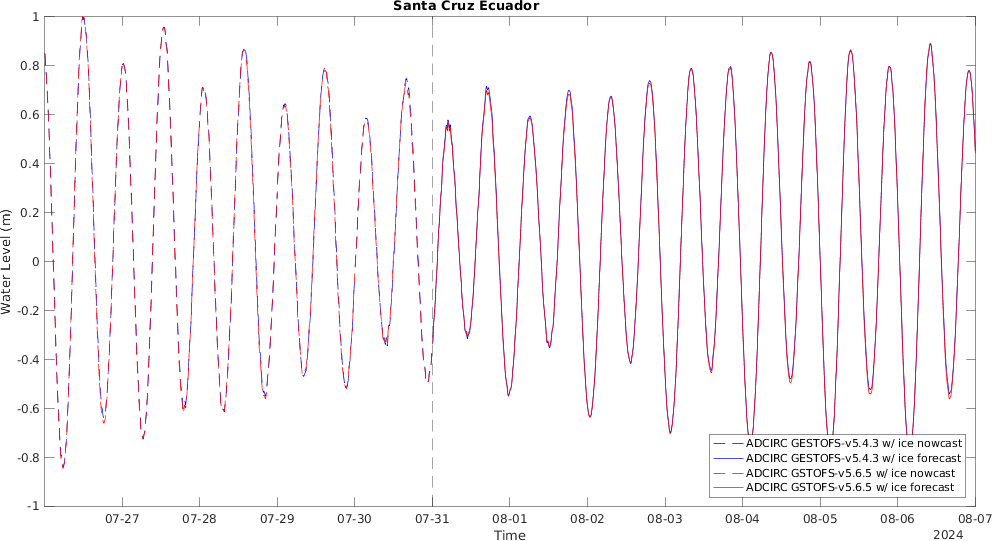 Santa Cruz Ecuador
1
0.8
0.6
0.4
0.2
0
-0.2
-0.4
-0.6
-0.8
-1
Water Level (m)
ADCIRC GESTOFS-v5.4.3 w/ ice nowcast
ADCIRC GESTOFS-v5.4.3 w/ ice forecast
ADCIRC GSTOFS-v5.6.5 w/ ice nowcast
ADCIRC GSTOFS-v5.6.5 w/ ice forecast
07-27 07-28 07-29 07-30 07-31 08-01 08-02 08-03 08-04 08-05 08-06 08-07
Time
2024